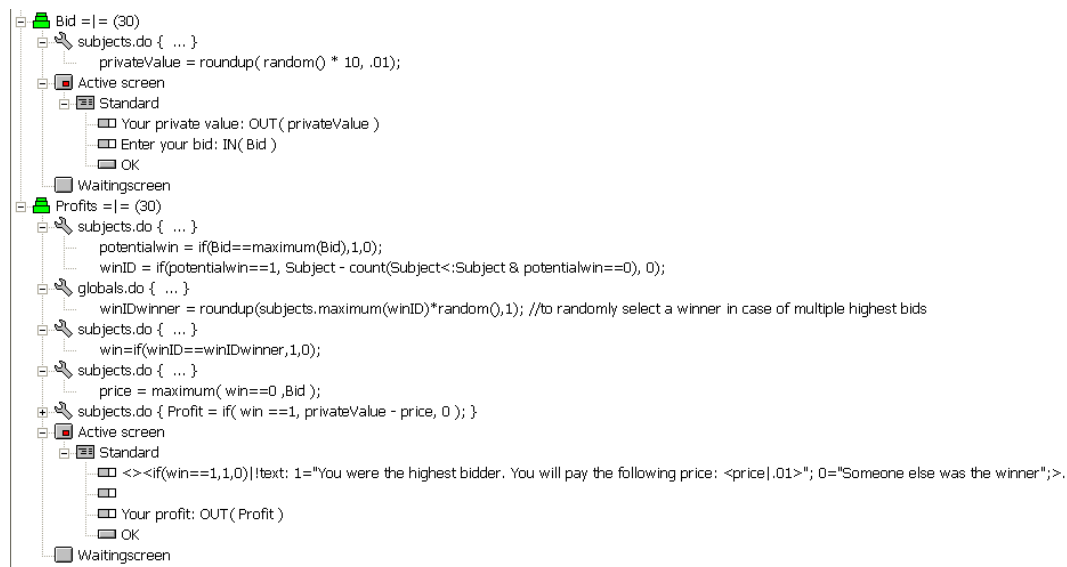 Bid =|= (30)
subjects.do { ... }
privateValue = roundup( random() * 10, .01);
Active screen
Standard
Your private value: OUT( privateValue )
Enter your bid: IN( Bid )
OK
Waitingscreen
Profits =|= (30)
subjects.do { ... }
potentialwin = if(Bid==maximum(Bid),1,0);
winID = if(potentialwin==1, Subject - count(Subject<:Subject & potentialwin==0), 0);
globals.do { ... }
winIDwinner = roundup(subjects.maximum(winID)*random(),1); //to randomly select a winner in case of multiple highest bids
subjects.do { ... }
win=if(winID==winIDwinner,1,0);
subjects.do { ... }
price = maximum( win==0 ,Bid );
subjects.do { Profit = if( win ==1, privateValue - price, 0 ); }
Active screen
Standard
<><if(win==1,1,0)|!text: 1="You were the highest bidder. You will pay the following price: <price|.01>"; 0="Someone else was the winner";>.
Your profit: OUT( Profit )
OK
Waitingscreen